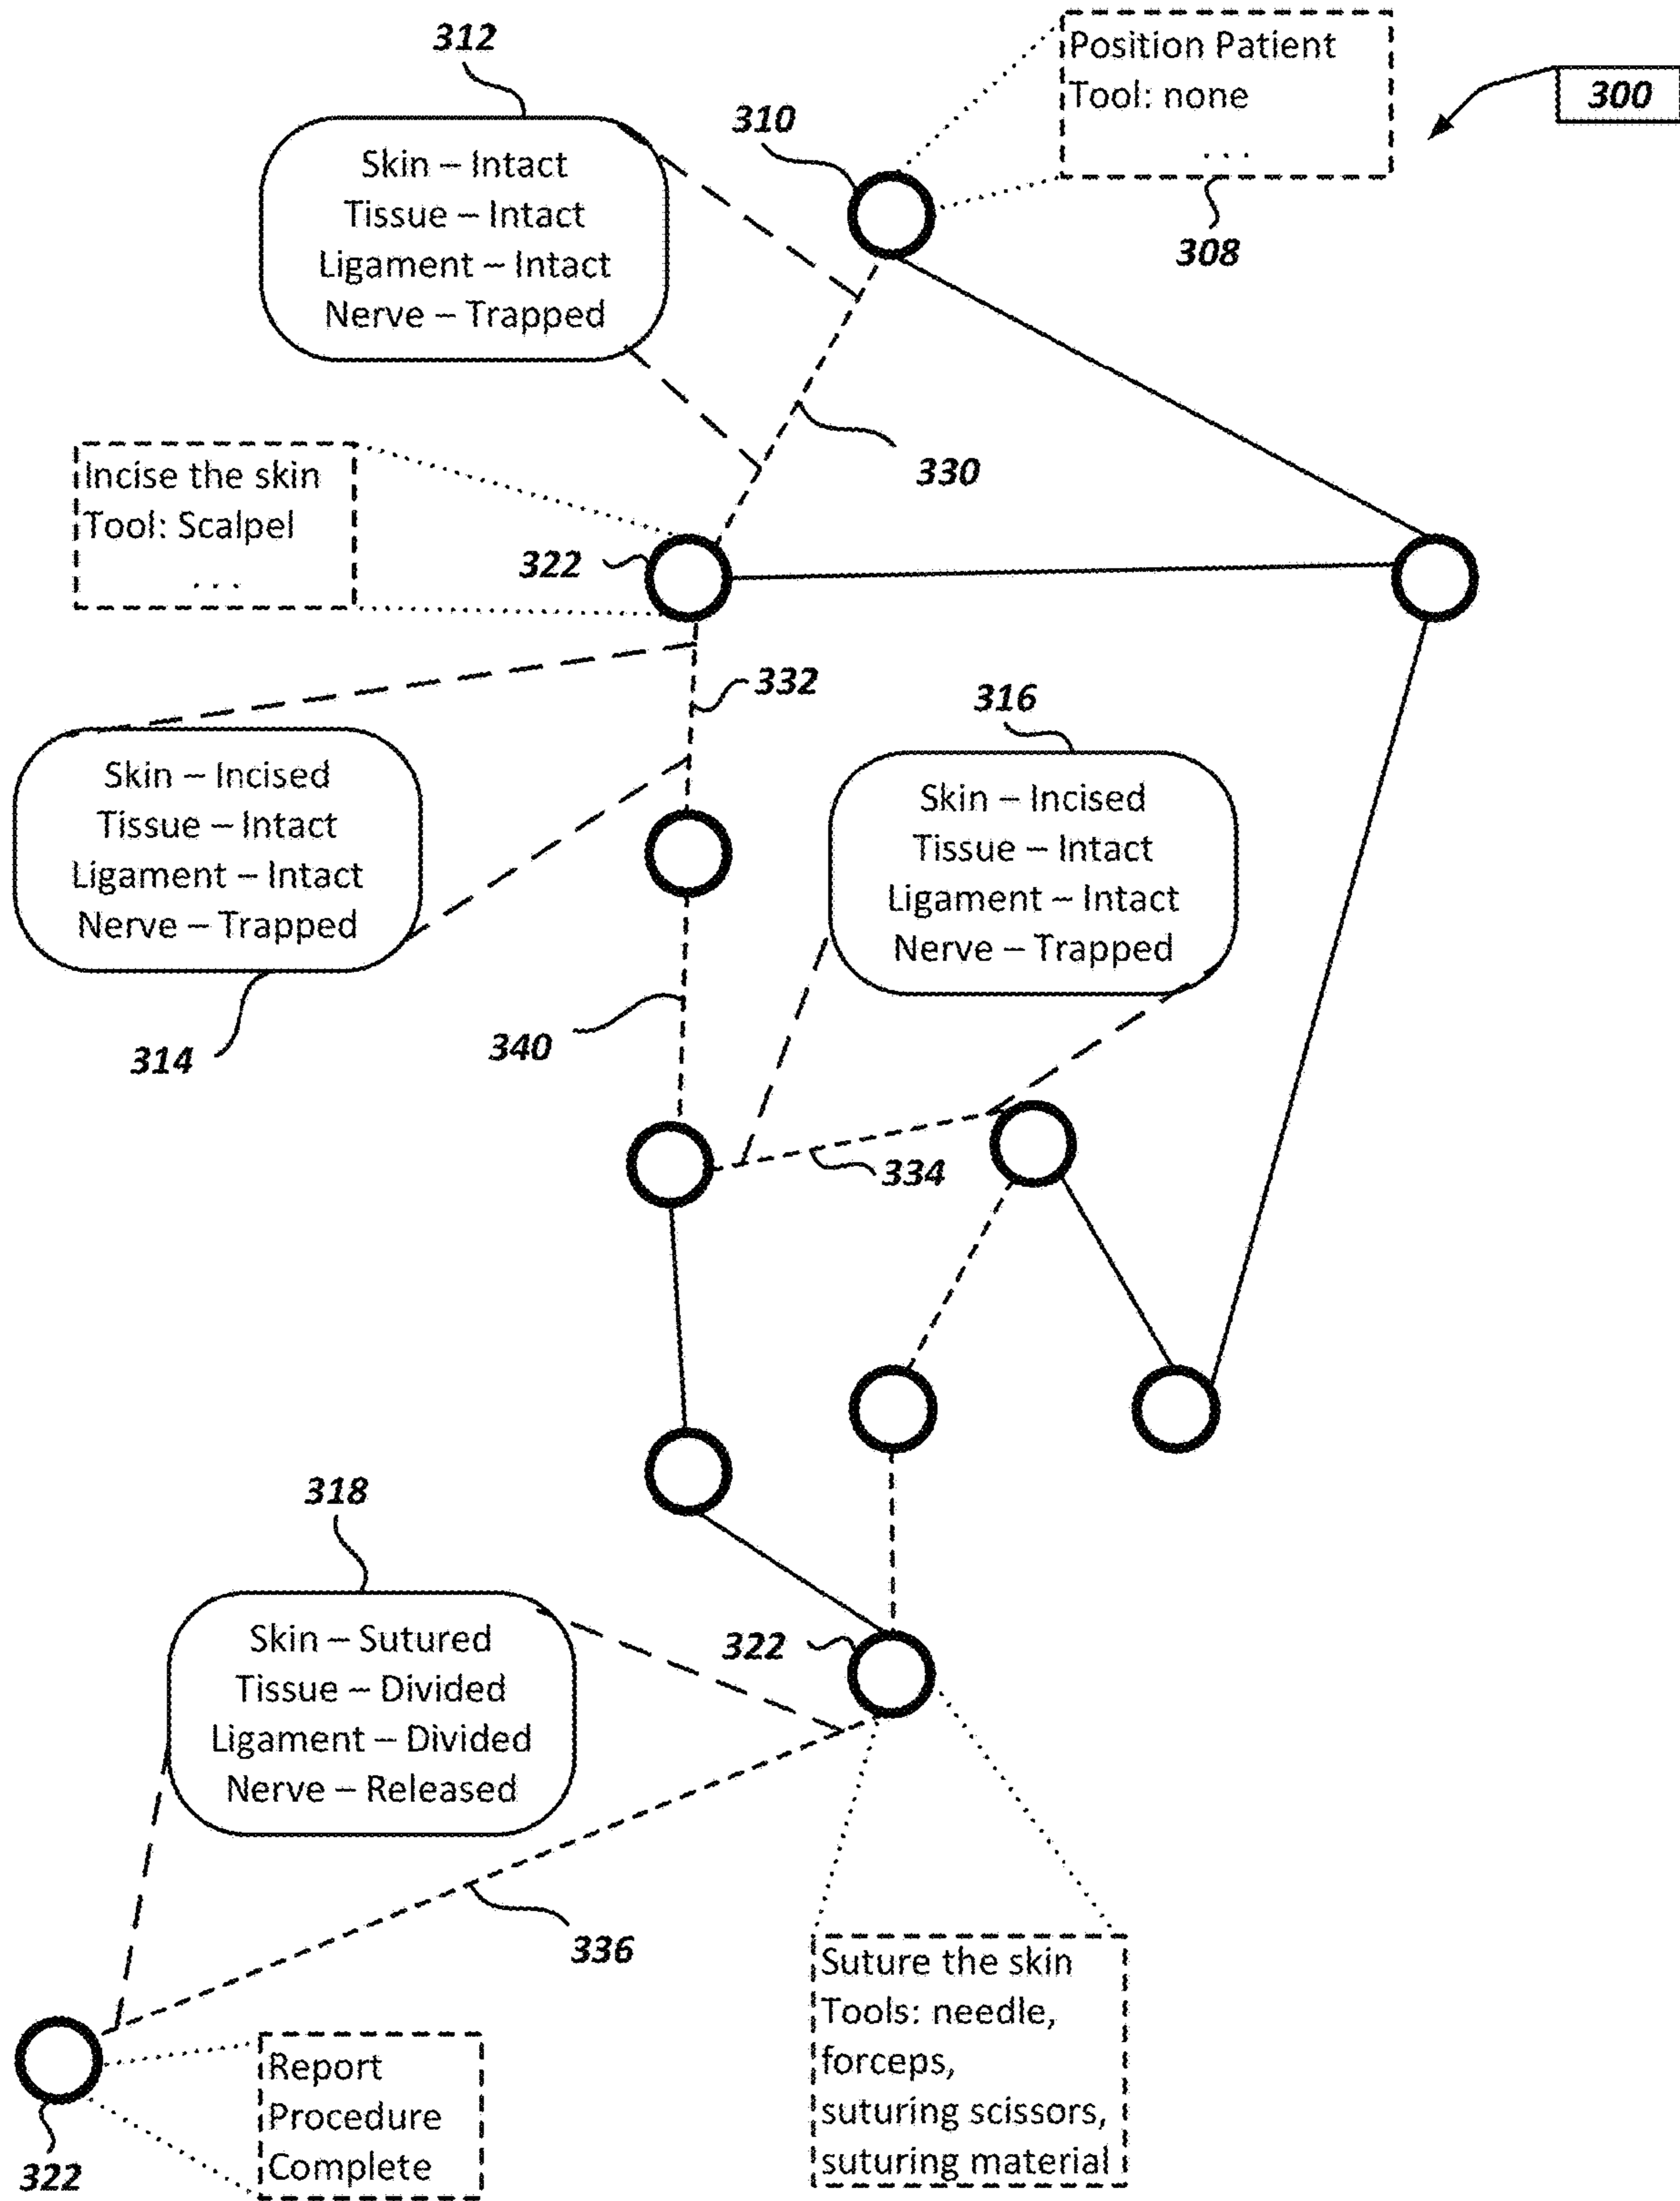 312
Position Patient
Tool: none
. . .
300
310
308
Skin – Intact
Tissue – Intact
Ligament – Intact
Nerve – Trapped
330
Incise the skin
Tool: Scalpel
. . .
322
332
316
Skin – Incised
Tissue – Intact
Ligament – Intact
Nerve – Trapped
314
Skin – Incised
Tissue – Intact
Ligament – Intact
Nerve – Trapped
340
334
318
Skin – Sutured
Tissue – Divided
Ligament – Divided
Nerve – Released
322
336
Suture the skin
Tools: needle,
forceps,
suturing scissors,
suturing material
Report
Procedure
Complete
322